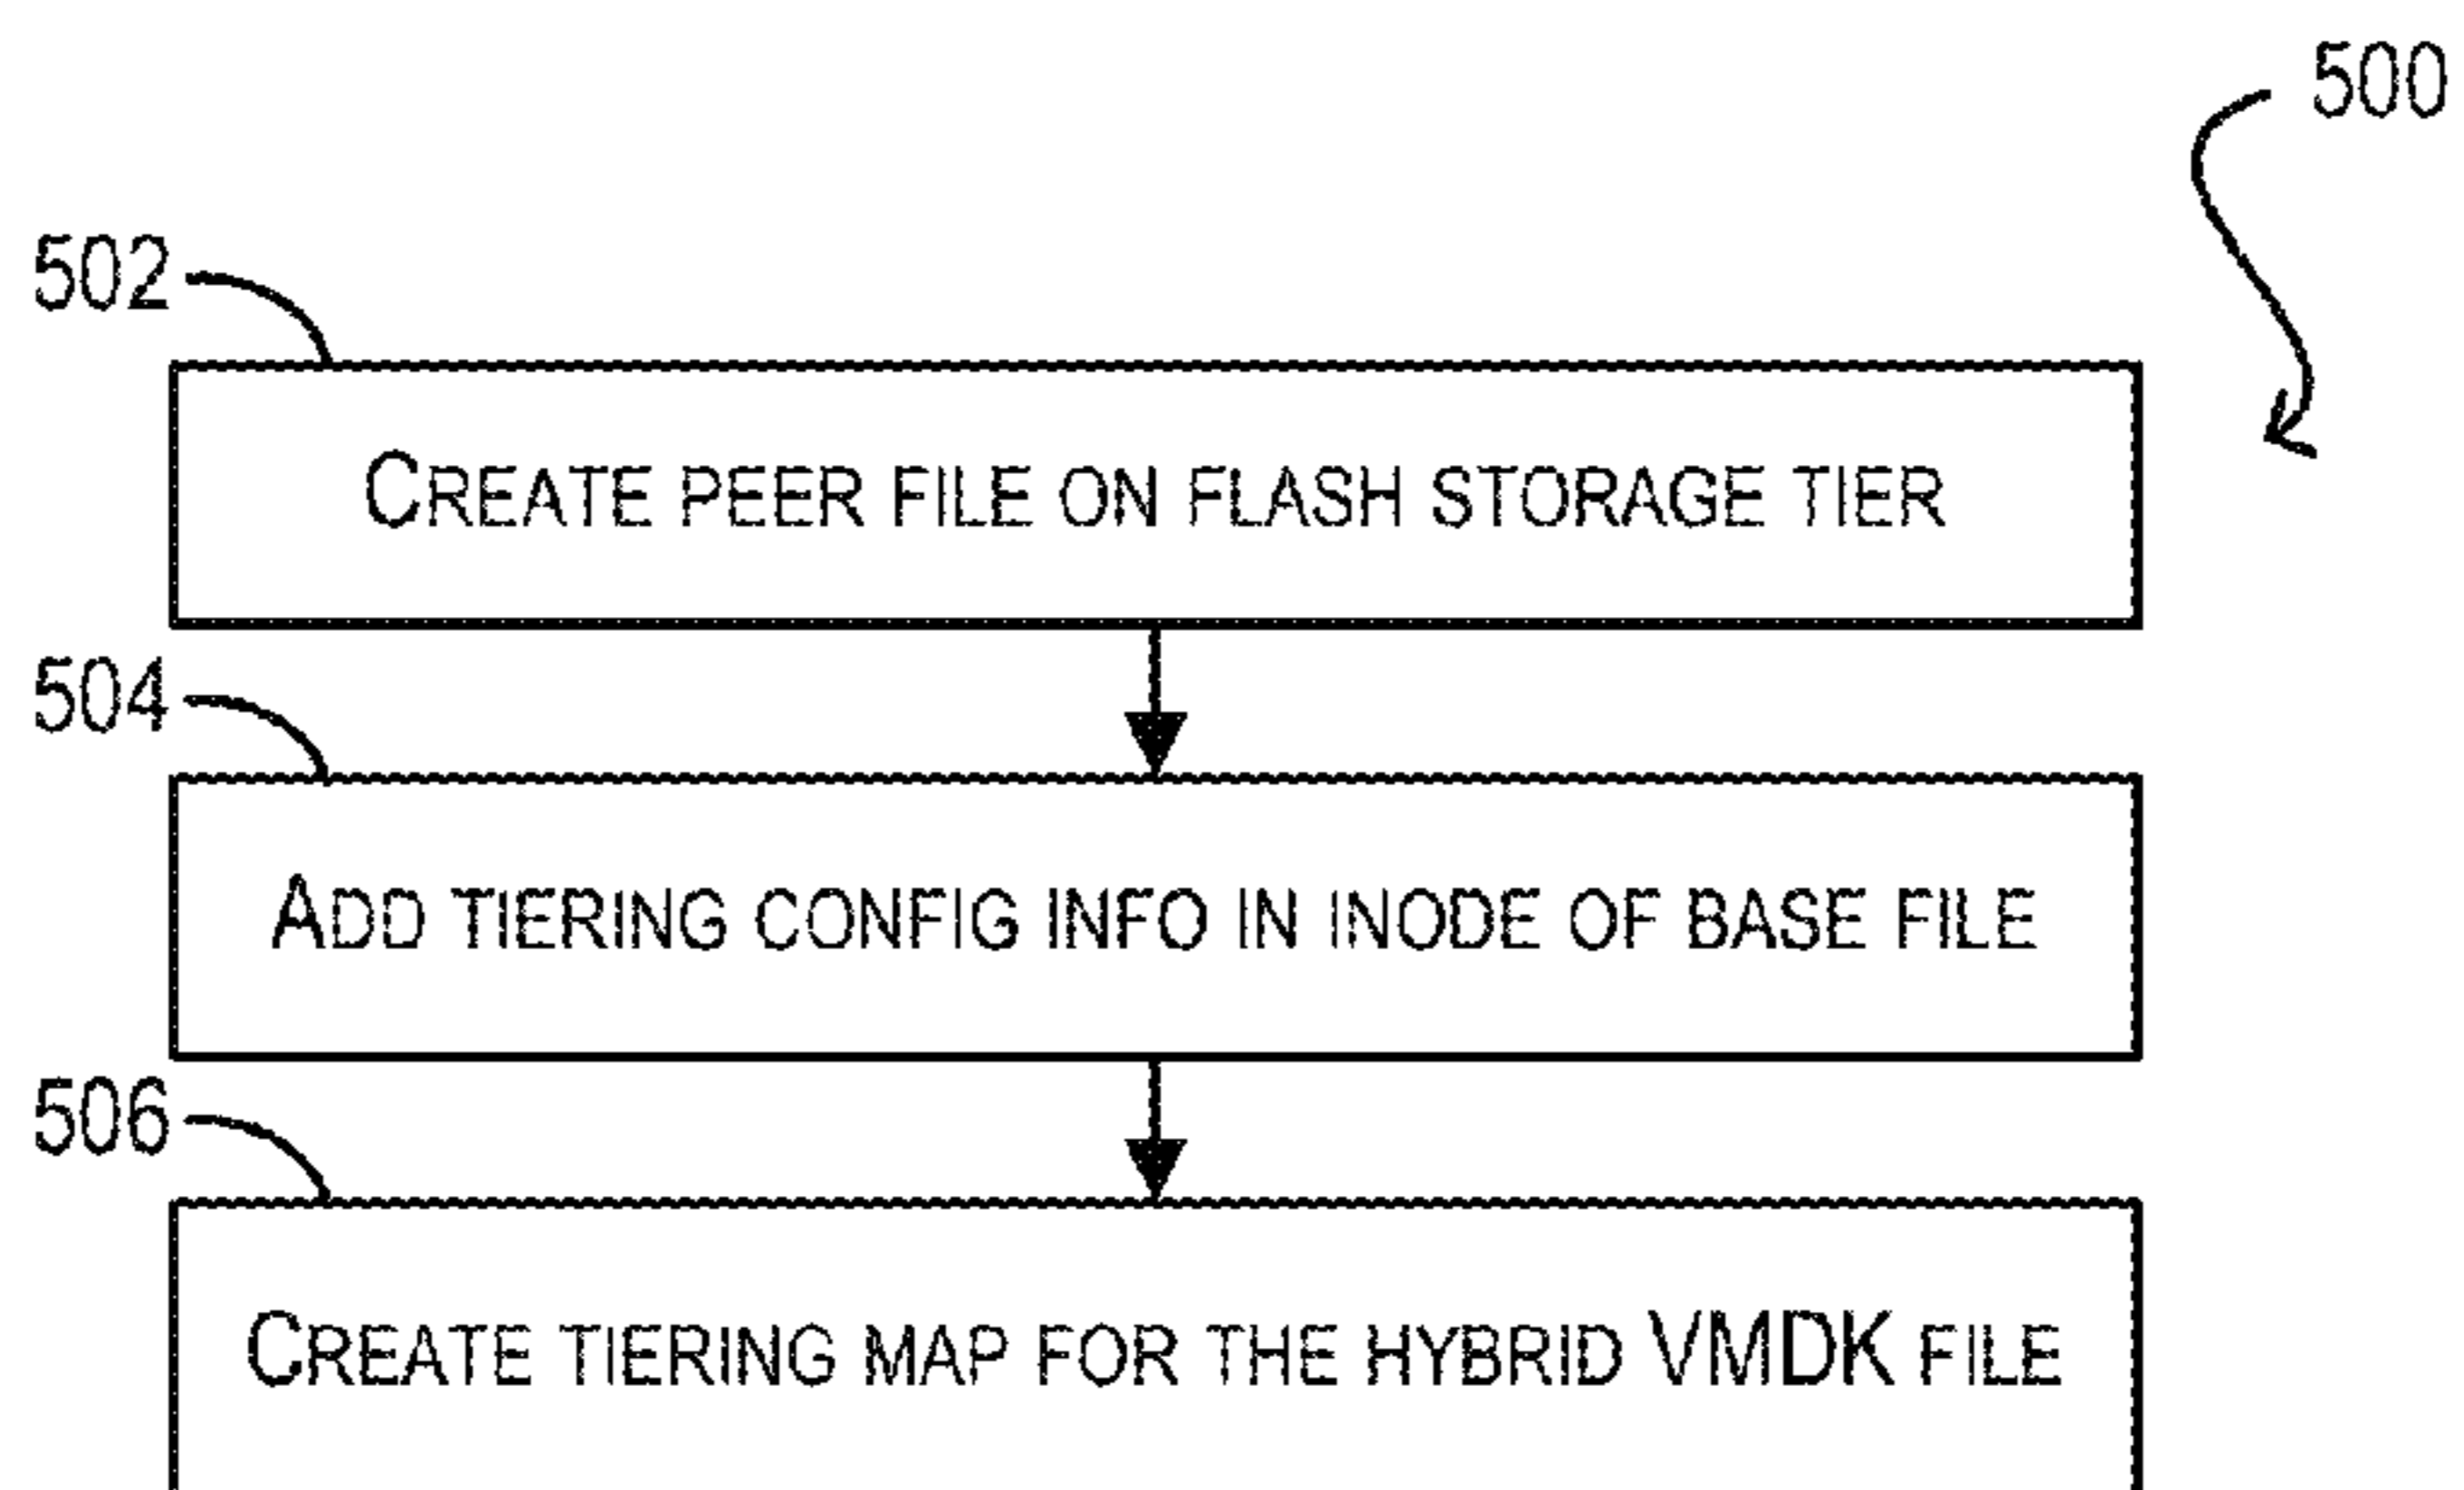 500
502
CREATE PEER FILE ON FLASH STORAGE TIER
504
ADD TIERING CONFIG INFO IN INODE OF BASE FILE
506
CREATE TIERING MAP FOR THE HYBRID VMDK FILE